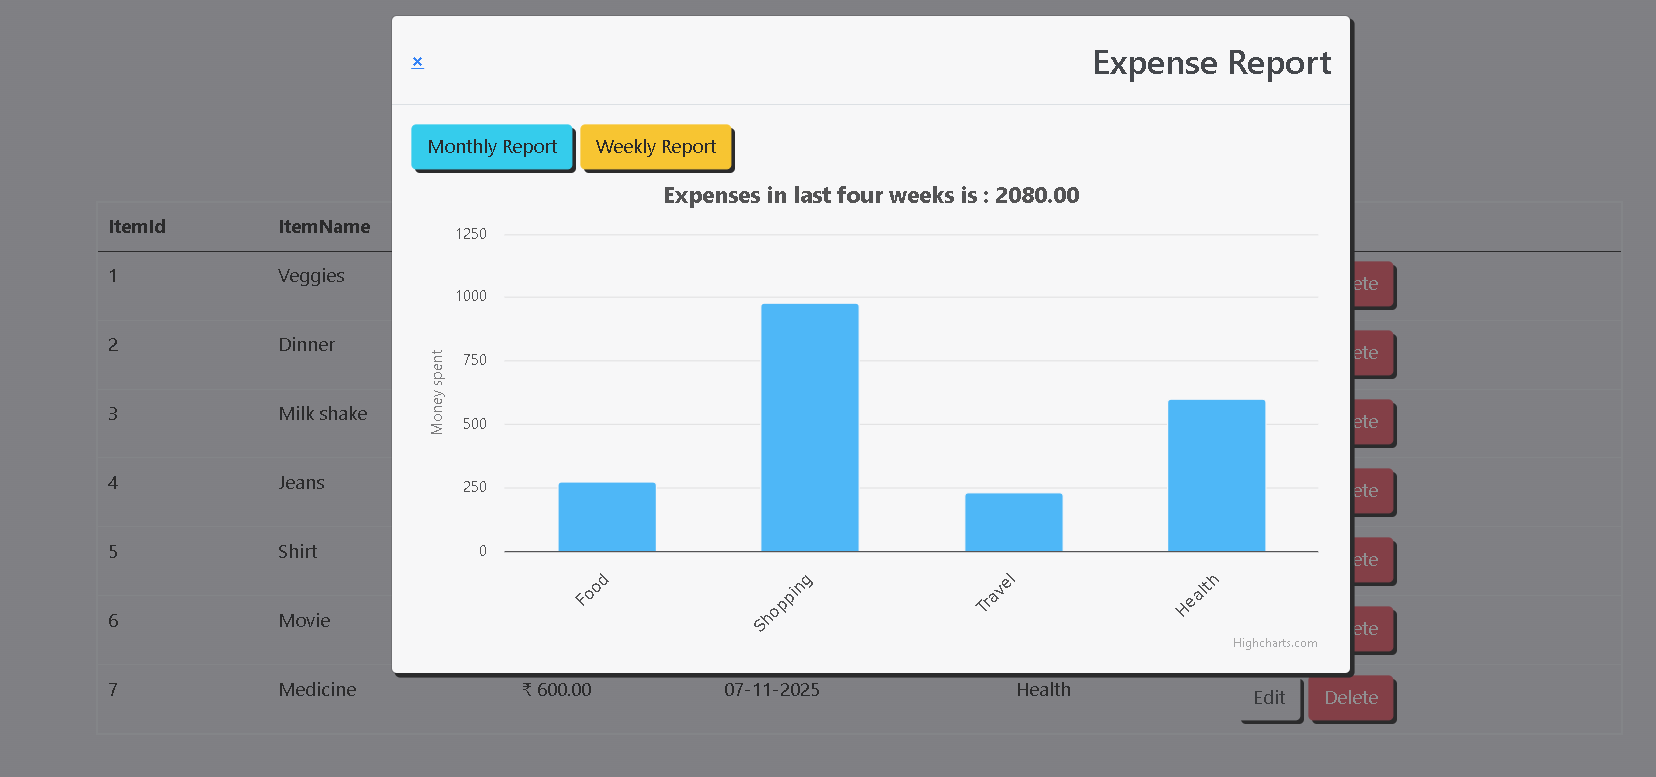 ×
Expense Report
Monthly Report
Weekly Report
Expenses in last four weeks is : 2080.00
1250
1000
750
500
250
0
Money spent
Food
Shopping
Travel
Health
Highcharts.com
ItemId ItemName
1 Veggies
2 Dinner
3 Milk shake
4 Jeans
5 Shirt
6 Movie
7 Medicine ₹ 600.00 07-11-2025 Health Edit Delete
ete
ete
ete
ete
ete
ete